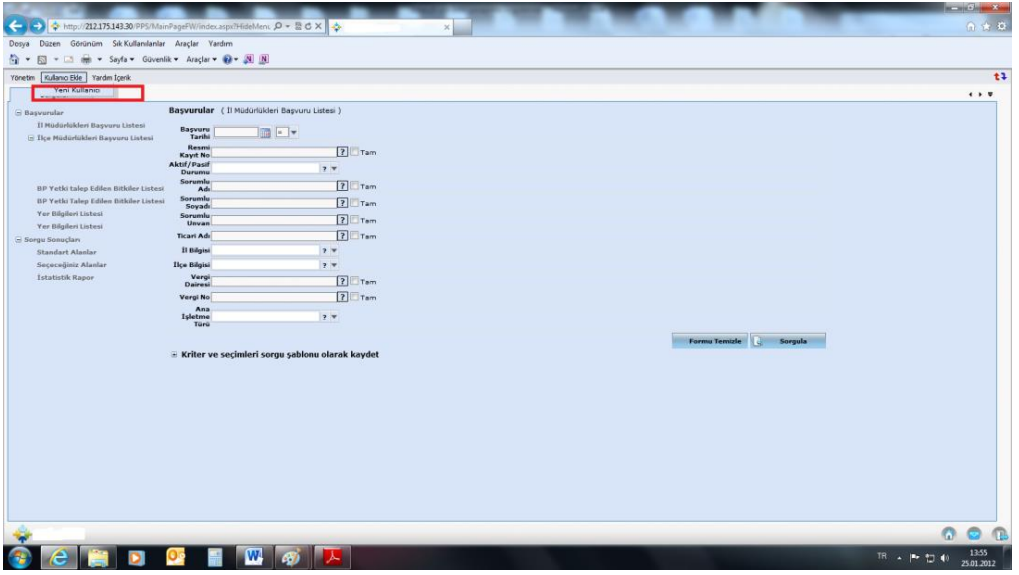 http://212.175.143.30/PPS/MainPageFW/index.aspx?HideMenu
Dosya Düzen Görünüm Sık Kullanılanlar Araçlar Yardım
Sayfa Güvenlik Araçlar
Yönetim Kullanıcı Ekle Yardım İçerik
Yeni Kullanıcı
Başvurular
İl Müdürlükleri Başvuru Listesi
İlçe Müdürlükleri Başvuru Listesi
BP Yetki talep Edilen Bitkiler Listesi
BP Yetki Talep Edilen Bitkiler Listesi
Yer Bilgileri Listesi
Yer Bilgileri Listesi
Sorgu Sonuçları
Standart Alanlar
Seçeceğiniz Alanlar
İstatistik Rapor
Başvurular ( İl Müdürlükleri Başvuru Listesi )
Başvuru
Tarihi =
Resmi
Kayıt No ? Tam
Aktif/Pasif
Durumu ?
Sorumlu
Adı ? Tam
Sorumlu
Soyadı ? Tam
Sorumlu
Unvan ? Tam
Ticari Adı ? Tam
İl Bilgisi ?
İlçe Bilgisi ?
Vergi
Dairesi ? Tam
Vergi No ? Tam
Ana
İşletme
Türü ?
Formu Temizle Sorgula
Kriter ve seçimleri sorgu şablonu olarak kaydet
TR 13:55
25.01.2012